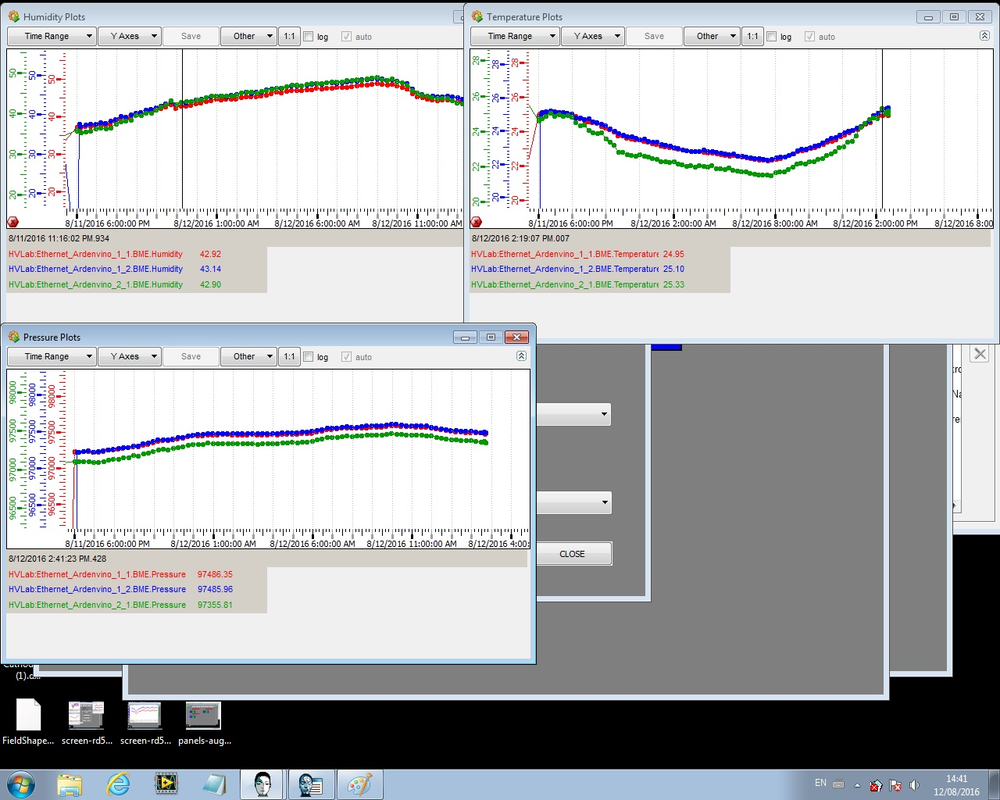 Humidity Plots
Time Range Y Axes Save Other 1:1 log auto
50 40 30 20
50 40 30 20
50 40 30 20
8/11/2016 6:00:00 PM 8/12/2016 1:00:00 AM 8/12/2016 6:00:00 AM 8/12/2016 11:00:00 AM
8/11/2016 11:16:02 PM.934
HVLab:Ethernet_Ardenvino_1_1.BME.Humidity 42.92
HVLab:Ethernet_Ardenvino_1_2.BME.Humidity 43.14
HVLab:Ethernet_Ardenvino_2_1.BME.Humidity 42.90
Temperature Plots
Time Range Y Axes Save Other 1:1 log auto
28 26 24 22 20
28 26 24 22 20
28 26 24 22 20
8/11/2016 6:00:00 PM 8/12/2016 2:00:00 AM 8/12/2016 8:00:00 AM 8/12/2016 2:00:00 PM 8/12/2016 8:00
8/12/2016 2:19:07 PM.007
HVLab:Ethernet_Ardenvino_1_1.BME.Temperature 24.95
HVLab:Ethernet_Ardenvino_1_2.BME.Temperature 25.10
HVLab:Ethernet_Ardenvino_2_1.BME.Temperature 25.33
Pressure Plots
Time Range Y Axes Save Other 1:1 log auto
98000 97500 97000 96500
98000 97500 97000 96500
98000 97500 97000 96500
8/11/2016 6:00:00 PM 8/12/2016 1:00:00 AM 8/12/2016 6:00:00 AM 8/12/2016 11:00:00 AM 8/12/2016 4:00:
8/12/2016 2:41:23 PM.428
HVLab:Ethernet_Ardenvino_1_1.BME.Pressure 97486.35
HVLab:Ethernet_Ardenvino_1_2.BME.Pressure 97485.96
HVLab:Ethernet_Ardenvino_2_1.BME.Pressure 97355.81
CLOSE
FieldShape... screen-rd5... screen-rd5... panels-aug...
EN 14:41
12/08/2016